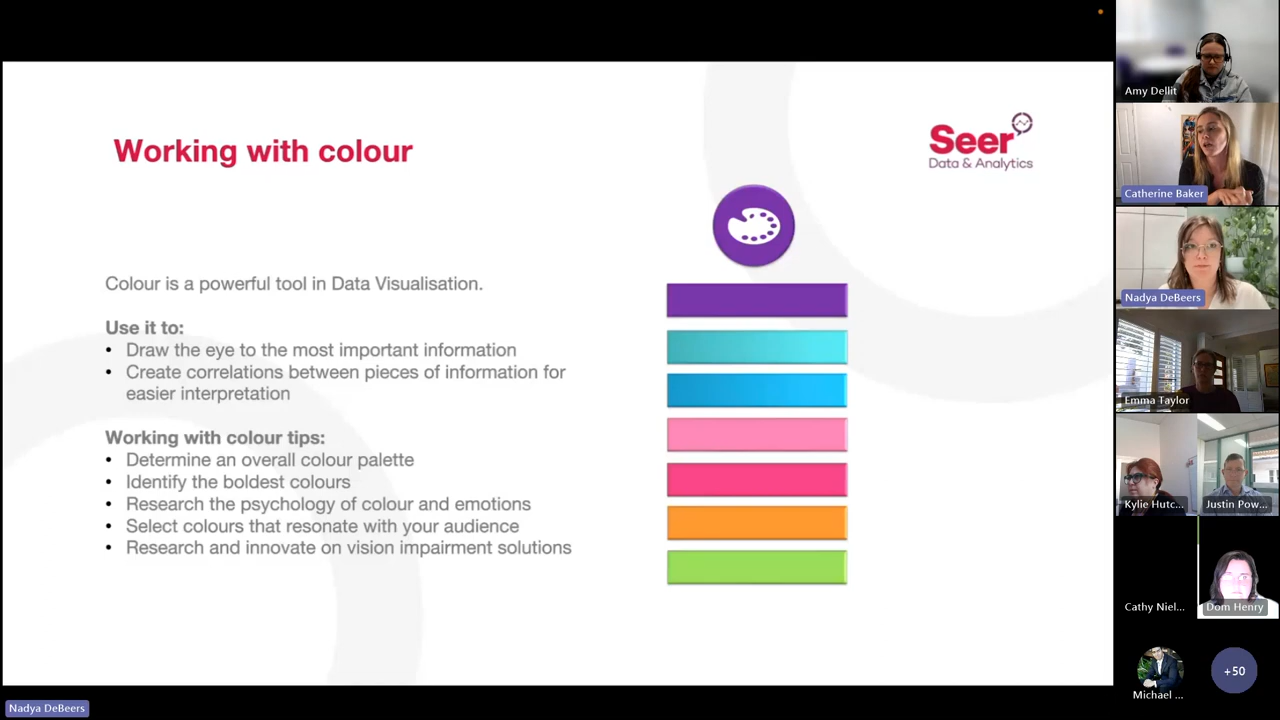 Working with colour
Seer
Data & Analytics
Colour is a powerful tool in Data Visualisation.
Use it to:
• Draw the eye to the most important information
• Create correlations between pieces of information for
easier interpretation
Working with colour tips:
• Determine an overall colour palette
• Identify the boldest colours
• Research the psychology of colour and emotions
• Select colours that resonate with your audience
• Research and innovate on vision impairment solutions
Amy Dellit
Catherine Baker
Nadya DeBeers
Emma Taylor
Kylie Hutc...
Justin Pow...
Cathy Niel...
Dom Henry
Michael ...
+50
Nadya DeBeers